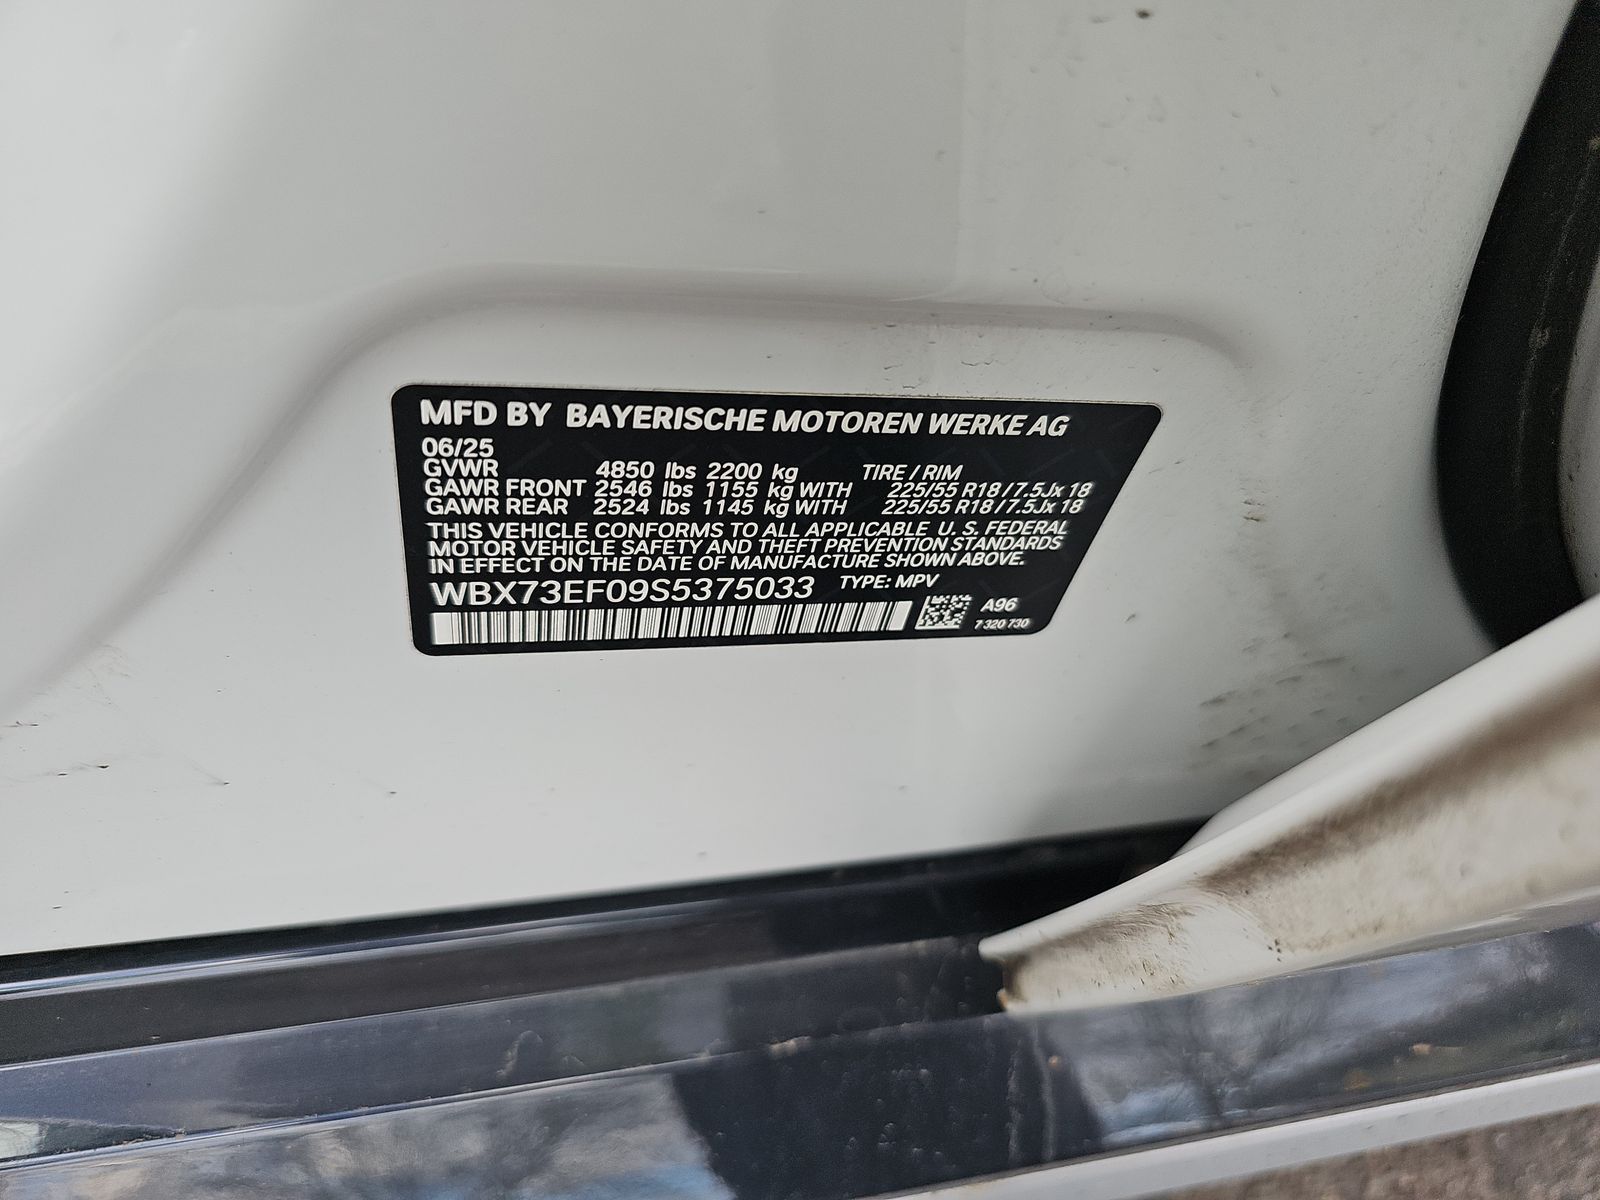 MFD BY BAYERISCHE MOTOREN WERKE AG
06/25
GVWR 4850 lbs 2200 kg TIRE / RIM
GAWR FRONT 2546 lbs 1155 kg WITH 225/55 R18 / 7.5Jx 18
GAWR REAR 2524 lbs 1145 kg WITH 225/55 R18 / 7.5Jx 18
THIS VEHICLE CONFORMS TO ALL APPLICABLE U. S. FEDERAL
MOTOR VEHICLE SAFETY AND THEFT PREVENTION STANDARDS
IN EFFECT ON THE DATE OF MANUFACTURE SHOWN ABOVE.
WBX73EF09S5375033 TYPE: MPV
A96
7 320 730